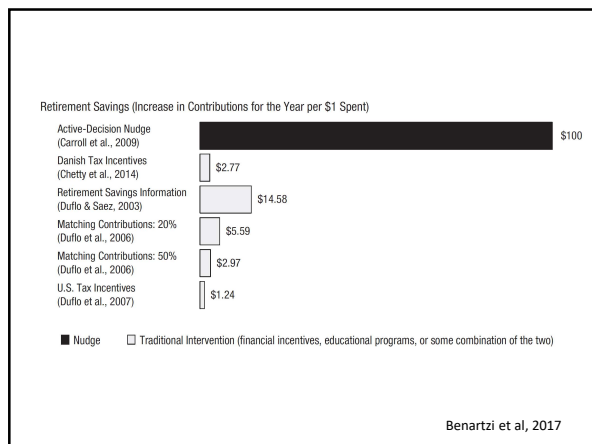 Retirement Savings (Increase in Contributions for the Year per $1 Spent)
Active-Decision Nudge
(Carroll et al., 2009)
$100
Danish Tax Incentives
(Chetty et al., 2014)
$2.77
Retirement Savings Information
(Duflo & Saez, 2003)
$14.58
Matching Contributions: 20%
(Duflo et al., 2006)
$5.59
Matching Contributions: 50%
(Duflo et al., 2006)
$2.97
U.S. Tax Incentives
(Duflo et al., 2007)
$1.24
Nudge
Traditional Intervention (financial incentives, educational programs, or some combination of the two)
Benartzi et al, 2017